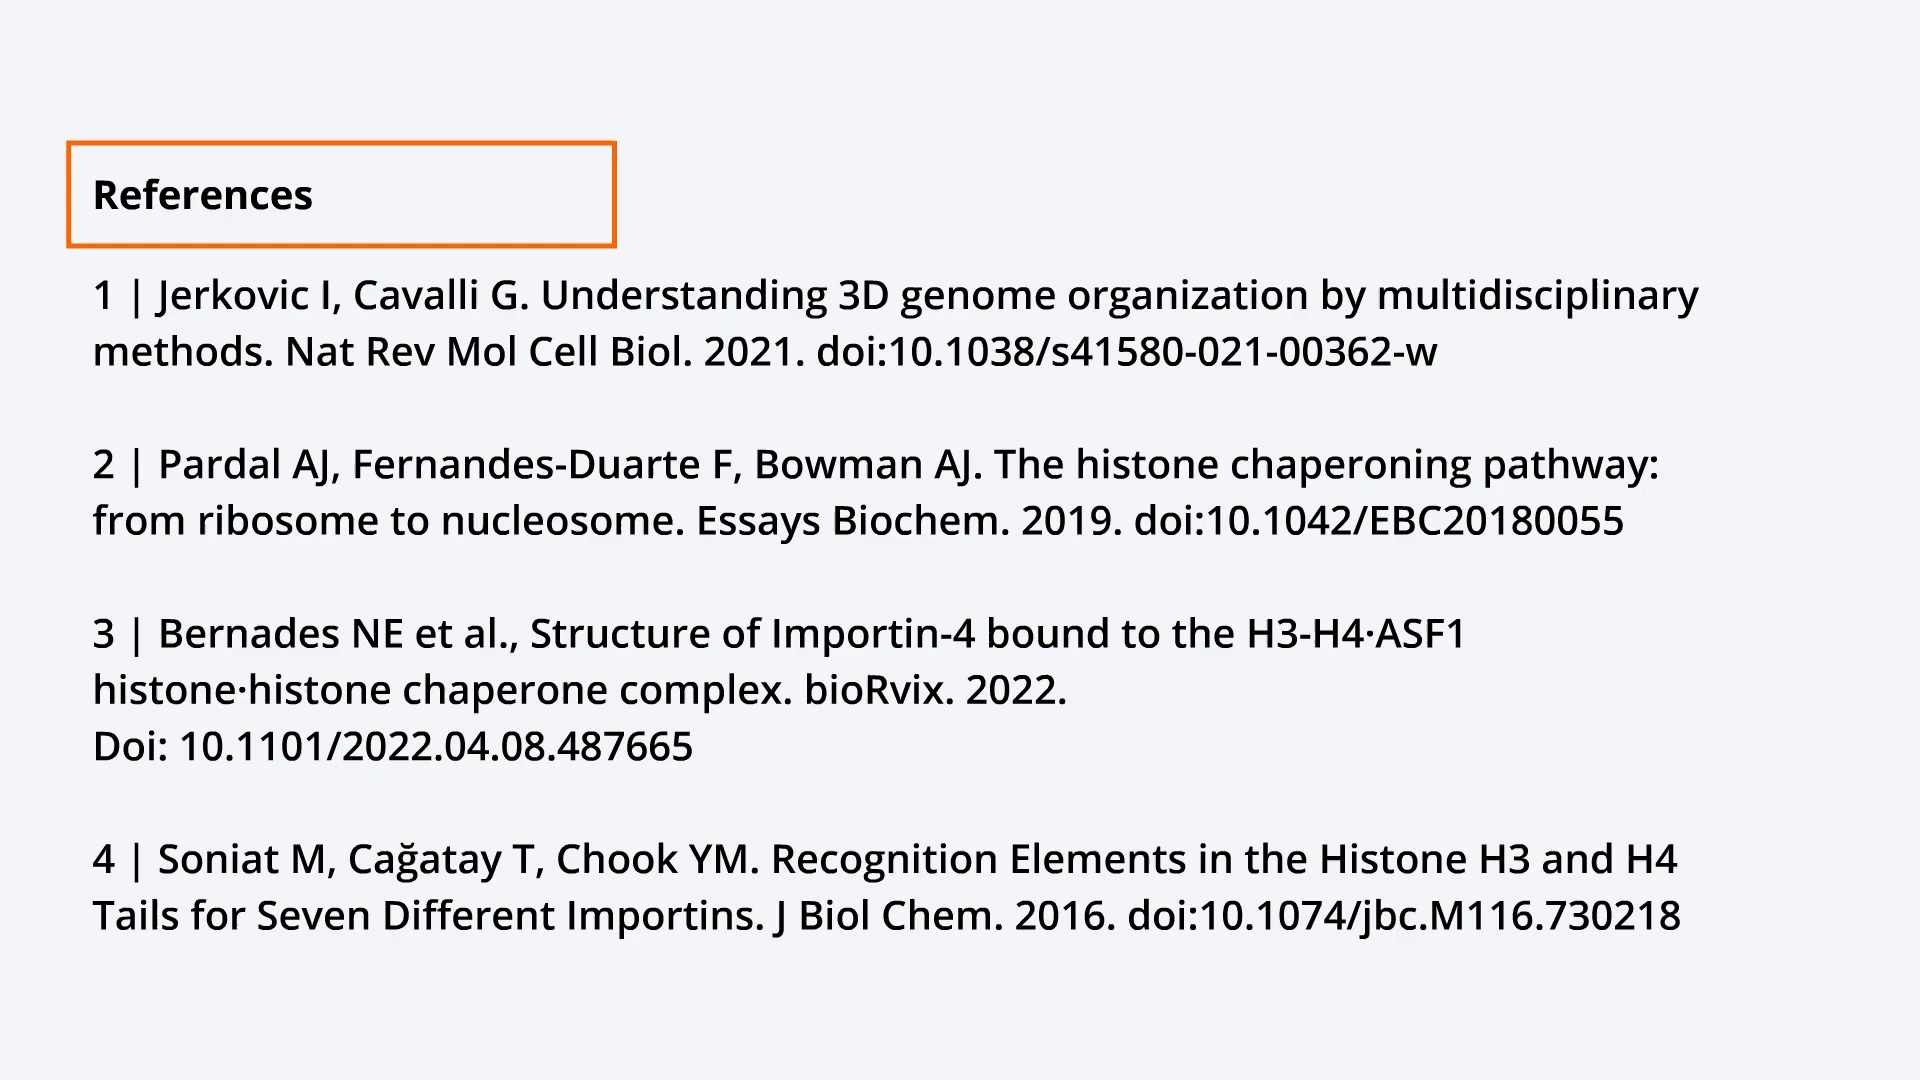 References
1 | Jerkovic I, Cavalli G. Understanding 3D genome organization by multidisciplinary
methods. Nat Rev Mol Cell Biol. 2021. doi:10.1038/s41580-021-00362-w
2 | Pardal AJ, Fernandes-Duarte F, Bowman AJ. The histone chaperoning pathway:
from ribosome to nucleosome. Essays Biochem. 2019. doi:10.1042/EBC20180055
3 | Bernades NE et al., Structure of Importin-4 bound to the H3-H4·ASF1
histone·histone chaperone complex. bioRvix. 2022.
Doi: 10.1101/2022.04.08.487665
4 | Soniat M, Cağatay T, Chook YM. Recognition Elements in the Histone H3 and H4
Tails for Seven Different Importins. J Biol Chem. 2016. doi:10.1074/jbc.M116.730218